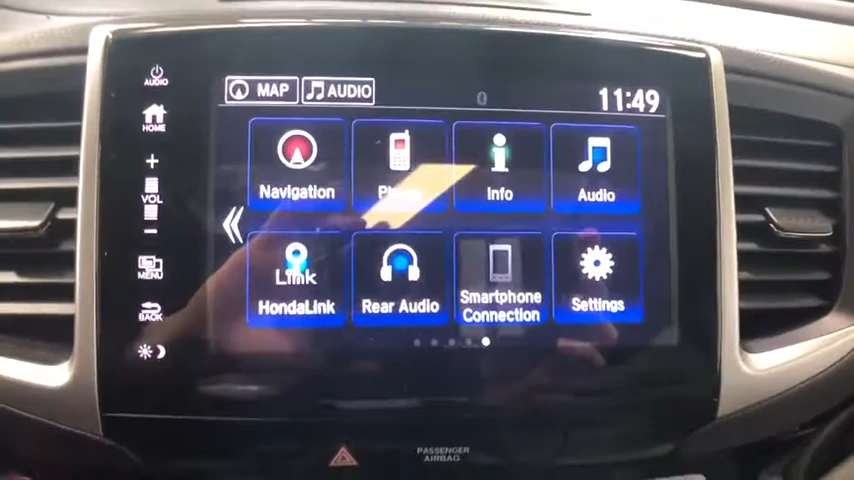 AUDIO
MAP
AUDIO
11:49
HOME
Navigation
Phone
Info
Audio
+
VOL
-
Link
HondaLink
Rear Audio
Smartphone
Connection
Settings
MENU
BACK
PASSENGER
AIRBAG